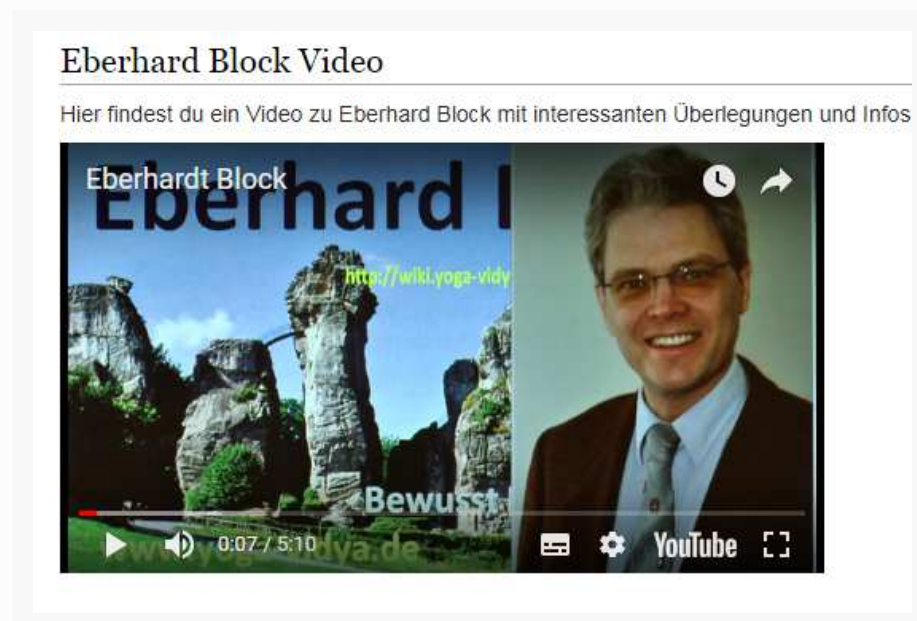 Eberhard Block Video
Hier findest du ein Video zu Eberhard Block mit interessanten Überlegungen und Infos
Eberhardt Block
Eberhard
http://wiki.yoga-vidy
Bewusst
0:07 / 5:10
YouTube